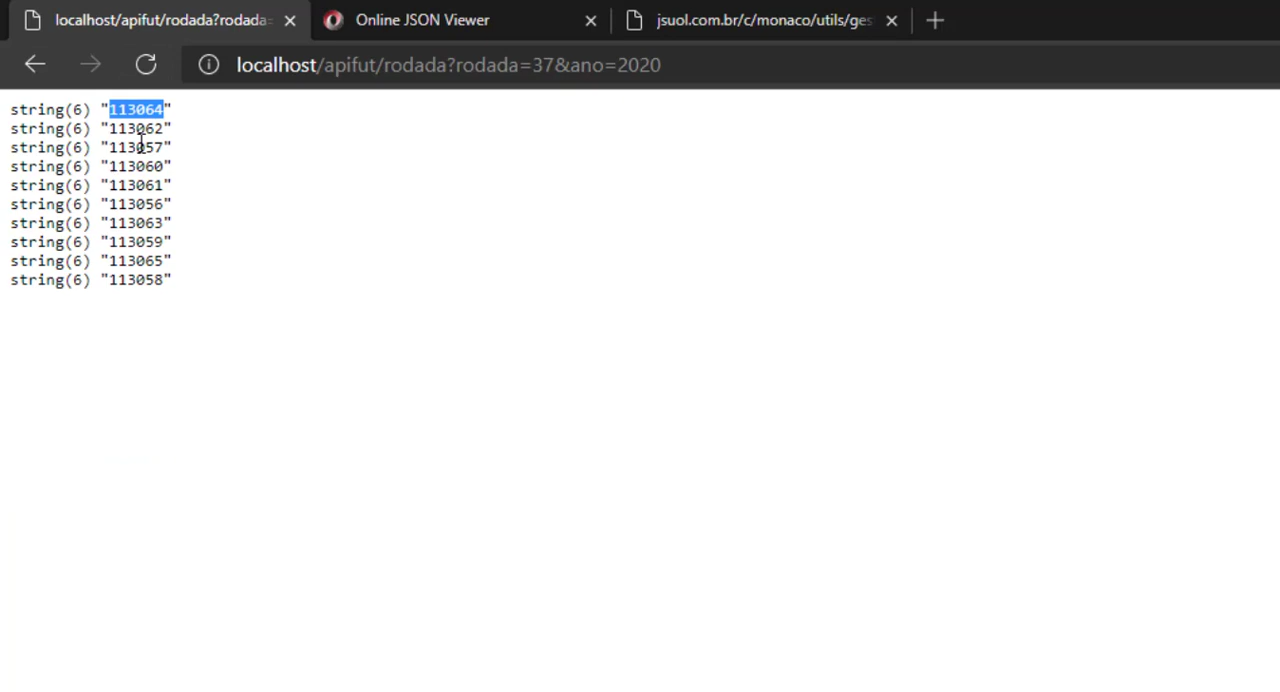 localhost/apifut/rodada?rodada=
Online JSON Viewer
jsuol.com.br/c/monaco/utils/ges
localhost/apifut/rodada?rodada=37&ano=2020
string(6) "113064"
string(6) "113062"
string(6) "113057"
string(6) "113060"
string(6) "113061"
string(6) "113056"
string(6) "113063"
string(6) "113059"
string(6) "113065"
string(6) "113058"